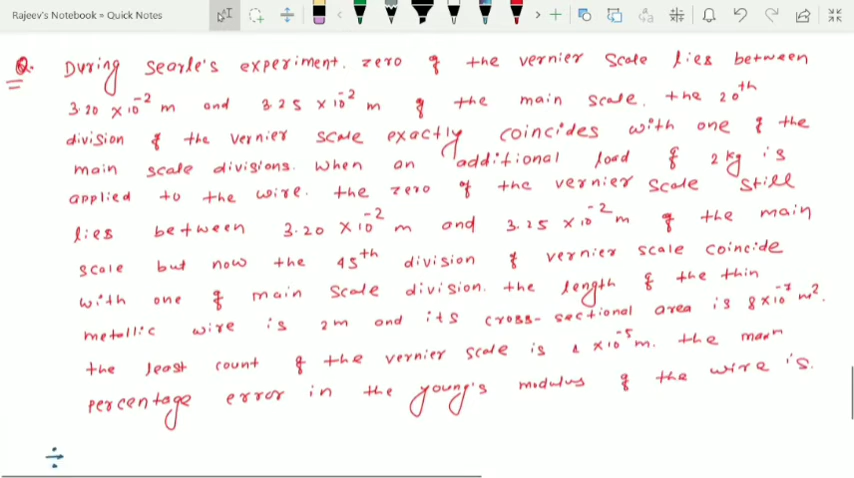 Rajeev's Notebook » Quick Notes
Q. During Searle's experiment. zero of the vernier scale lies between
3.20 × 10⁻² m and 3.25 × 10⁻² m of the main scale. the 20th
division of the vernier scale exactly coincides with one of the
main scale divisions. when an additional load of 2 kg is
applied to the wire. the zero of the vernier scale still
lies between 3.20 × 10⁻² m and 3.25 × 10⁻² m of the main
scale but now the 45th division of vernier scale coincide
with one of main scale division. the length of the thin
metallic wire is 2m and its cross-sectional area is 8×10⁻⁷ m².
the least count of the vernier scale is 1 × 10⁻⁵ m. the maxm
percentage error in the young's modulus of the wire is.
÷